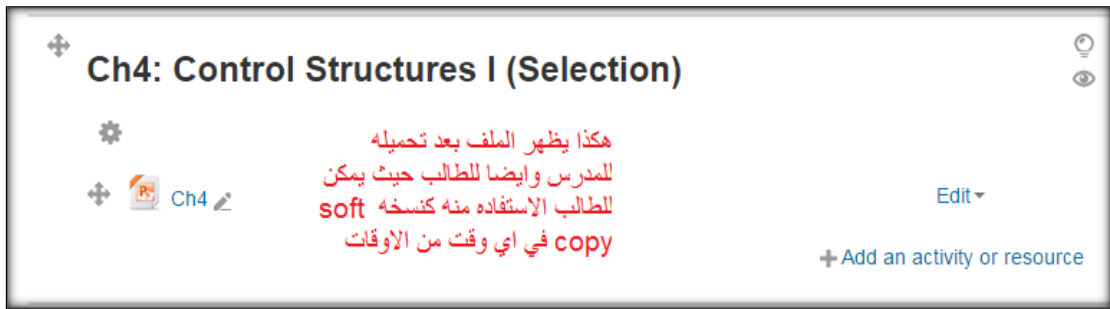 Ch4: Control Structures I (Selection)
هكذا يظهر الملف بعد تحميله
للمدرس وايضا للطالب حيث يمكن
للطالب الاستفاده منه كنسخه soft
copy في اي وقت من الاوقات
Ch4
Edit
Add an activity or resource